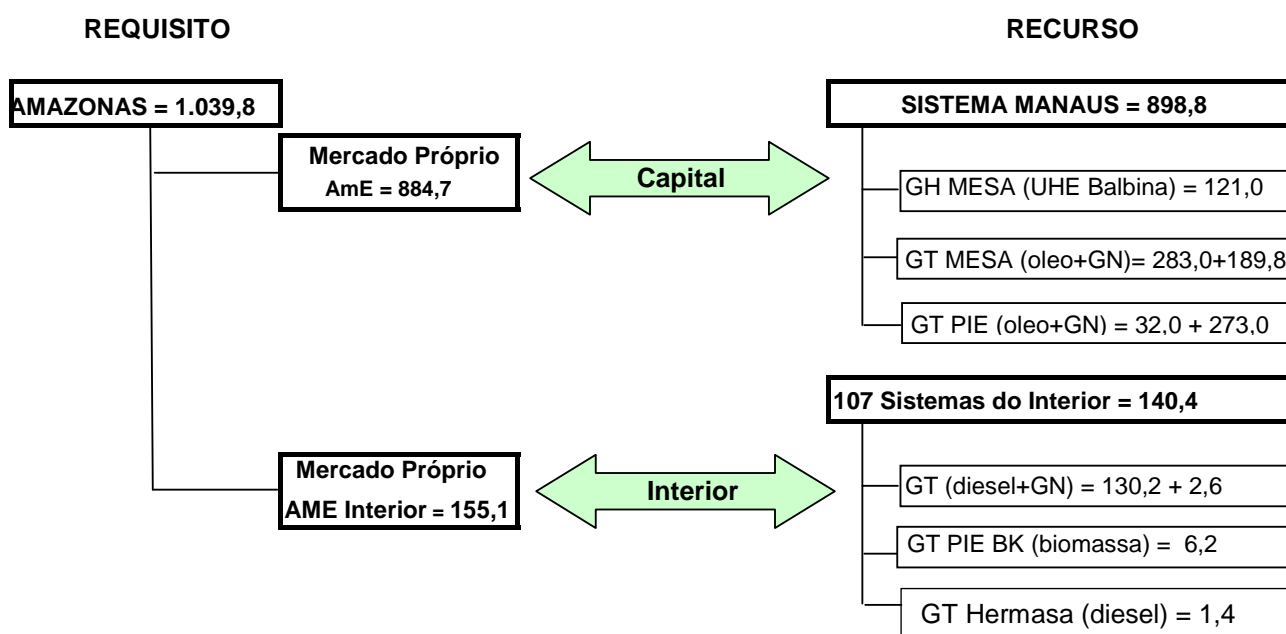 REQUISITO
RECURSO
AMAZONAS = 1.039,8
SISTEMA MANAUS = 898,8
Mercado Próprio
AmE = 884,7
Capital
GH MESA (UHE Balbina) = 121,0
GT MESA (oleo+GN)= 283,0+189,8
GT PIE (oleo+GN) = 32,0 + 273,0
107 Sistemas do Interior = 140,4
Mercado Próprio
AME Interior = 155,1
Interior
GT (diesel+GN) = 130,2 + 2,6
GT PIE BK (biomassa) = 6,2
GT Hermasa (diesel) = 1,4